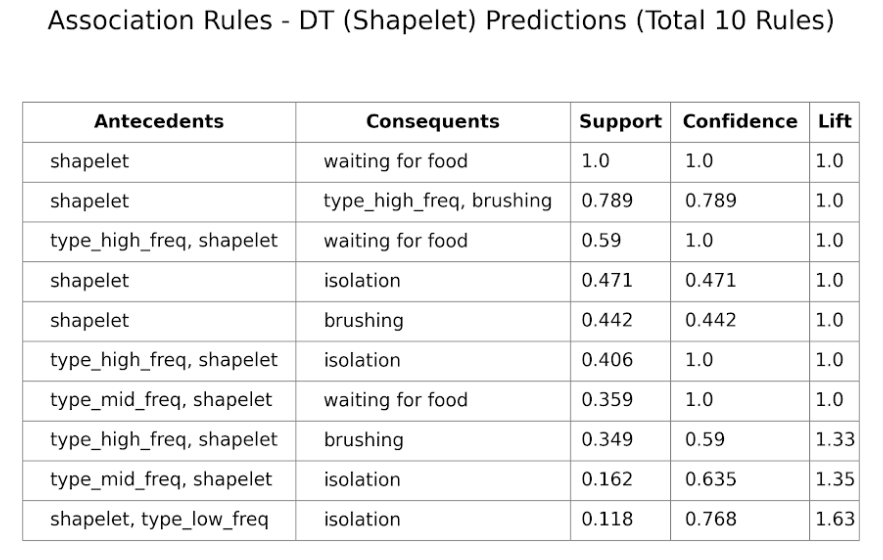 Association Rules - DT (Shapelet) Predictions (Total 10 Rules)
Antecedents Consequents Support Confidence Lift
shapelet waiting for food 1.0 1.0 1.0
shapelet type_high_freq, brushing 0.789 0.789 1.0
type_high_freq, shapelet waiting for food 0.59 1.0 1.0
shapelet isolation 0.471 0.471 1.0
shapelet brushing 0.442 0.442 1.0
type_high_freq, shapelet isolation 0.406 1.0 1.0
type_mid_freq, shapelet waiting for food 0.359 1.0 1.0
type_high_freq, shapelet brushing 0.349 0.59 1.33
type_mid_freq, shapelet isolation 0.162 0.635 1.35
shapelet, type_low_freq isolation 0.118 0.768 1.63